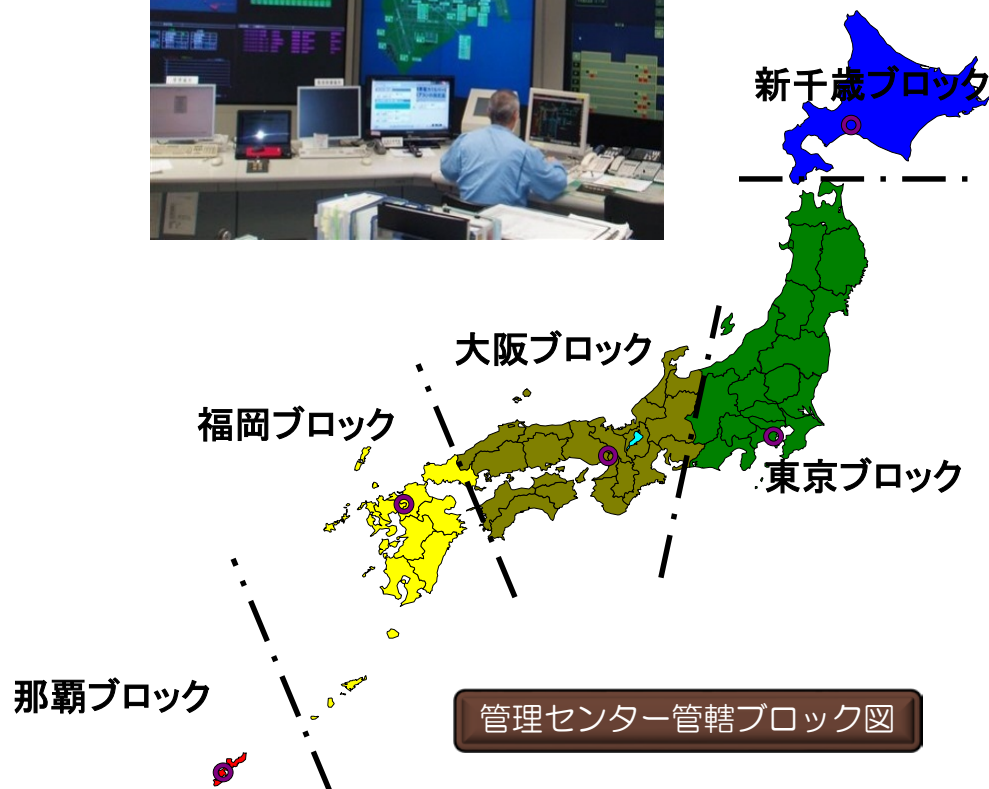 新千歳ブロック
大阪ブロック
福岡ブロック
東京ブロック
那覇ブロック
管理センター管轄ブロック図